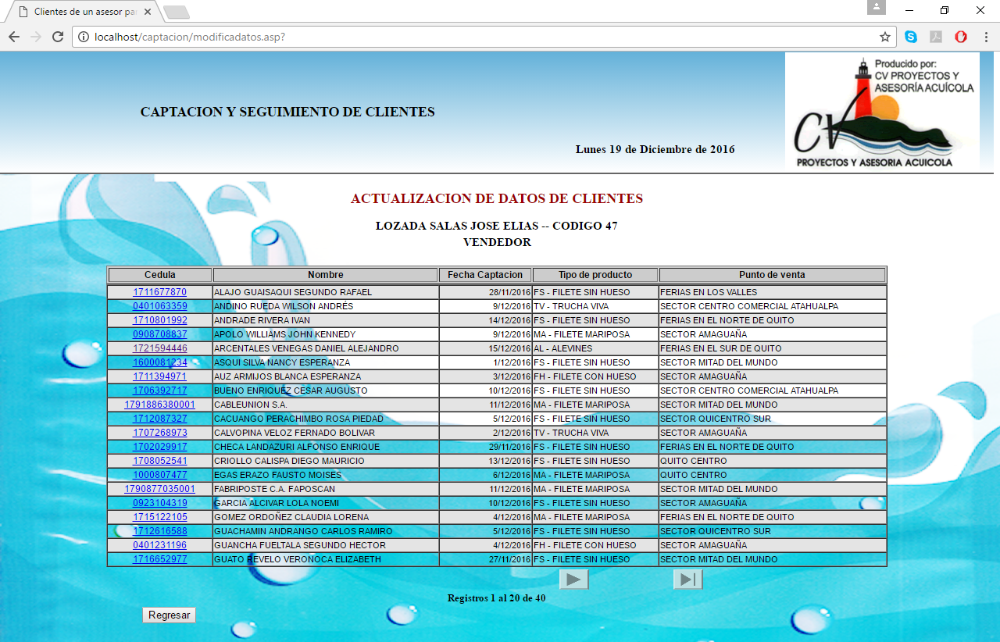 Clientes de un asesor pa
localhost/captacion/modificadatos.asp?
Producido por:
CV PROYECTOS Y
ASESORÍA ACUÍCOLA
CAPTACION Y SEGUIMIENTO DE CLIENTES
CV
Lunes 19 de Diciembre de 2016
PROYECTOS Y ASESORIA ACUICOLA
ACTUALIZACION DE DATOS DE CLIENTES
LOZADA SALAS JOSE ELIAS -- CODIGO 47
VENDEDOR
Cedula Nombre Fecha Captacion Tipo de producto Punto de venta
1711677870 ALAJO GUAISAQUI SEGUNDO RAFAEL 28/11/2016 FS - FILETE SIN HUESO FERIAS EN LOS VALLES
0401063359 ANDINO RUEDA WILSON ANDRÉS 9/12/2016 TV - TRUCHA VIVA SECTOR CENTRO COMERCIAL ATAHUALPA
1710801992 ANDRADE RIVERA IVAN 14/12/2016 FS - FILETE SIN HUESO FERIAS EN EL NORTE DE QUITO
0908708837 APOLO WILLIAMS JOHN KENNEDY 9/12/2016 MA - FILETE MARIPOSA SECTOR AMAGUAÑA
1721594446 ARCENTALES VENEGAS DANIEL ALEJANDRO 15/12/2016 AL - ALEVINES FERIAS EN EL SUR DE QUITO
1600081234 ASQUI SILVA NANCY ESPERANZA 1/12/2016 FS - FILETE SIN HUESO SECTOR MITAD DEL MUNDO
1711394971 AUZ ARMIJOS BLANCA ESPERANZA 3/12/2016 FH - FILETE CON HUESO SECTOR AMAGUAÑA
1706392717 BUENO ENRIQUEZ CESAR AUGUSTO 10/12/2016 FS - FILETE SIN HUESO SECTOR CENTRO COMERCIAL ATAHUALPA
1791886380001 CABLEUNION S.A. 11/12/2016 MA - FILETE MARIPOSA SECTOR MITAD DEL MUNDO
1712087327 CACUANGO PERACHIMBO ROSA PIEDAD 5/12/2016 FS - FILETE SIN HUESO SECTOR QUICENTRO SUR
1707268973 CALVOPINA VELOZ FERNADO BOLIVAR 2/12/2016 TV - TRUCHA VIVA SECTOR AMAGUAÑA
1702029917 CHECA LANDAZURI ALFONSO ENRIQUE 29/11/2016 FS - FILETE SIN HUESO FERIAS EN EL NORTE DE QUITO
1708052541 CRIOLLO CALISPA DIEGO MAURICIO 13/12/2016 FS - FILETE SIN HUESO QUITO CENTRO
1000807477 EGAS ERAZO FAUSTO MOISES 6/12/2016 MA - FILETE MARIPOSA QUITO CENTRO
1790877035001 FABRIPOSTE C.A. FAPOSCAN 11/12/2016 MA - FILETE MARIPOSA SECTOR MITAD DEL MUNDO
0923104319 GARCIA ALCIVAR LOLA NOEMI 10/12/2016 FS - FILETE SIN HUESO SECTOR AMAGUAÑA
1715122105 GOMEZ ORDOÑEZ CLAUDIA LORENA 4/12/2016 MA - FILETE MARIPOSA FERIAS EN EL NORTE DE QUITO
1712616588 GUACHAMIN ANDRANGO CARLOS RAMIRO 5/12/2016 FS - FILETE SIN HUESO SECTOR QUICENTRO SUR
0401231196 GUANCHA FUELTALA SEGUNDO HECTOR 4/12/2016 FH - FILETE CON HUESO SECTOR AMAGUAÑA
1716652977 GUATO REVELO VERONOCA ELIZABETH 27/11/2016 FS - FILETE SIN HUESO SECTOR MITAD DEL MUNDO
Registros 1 al 20 de 40
Regresar